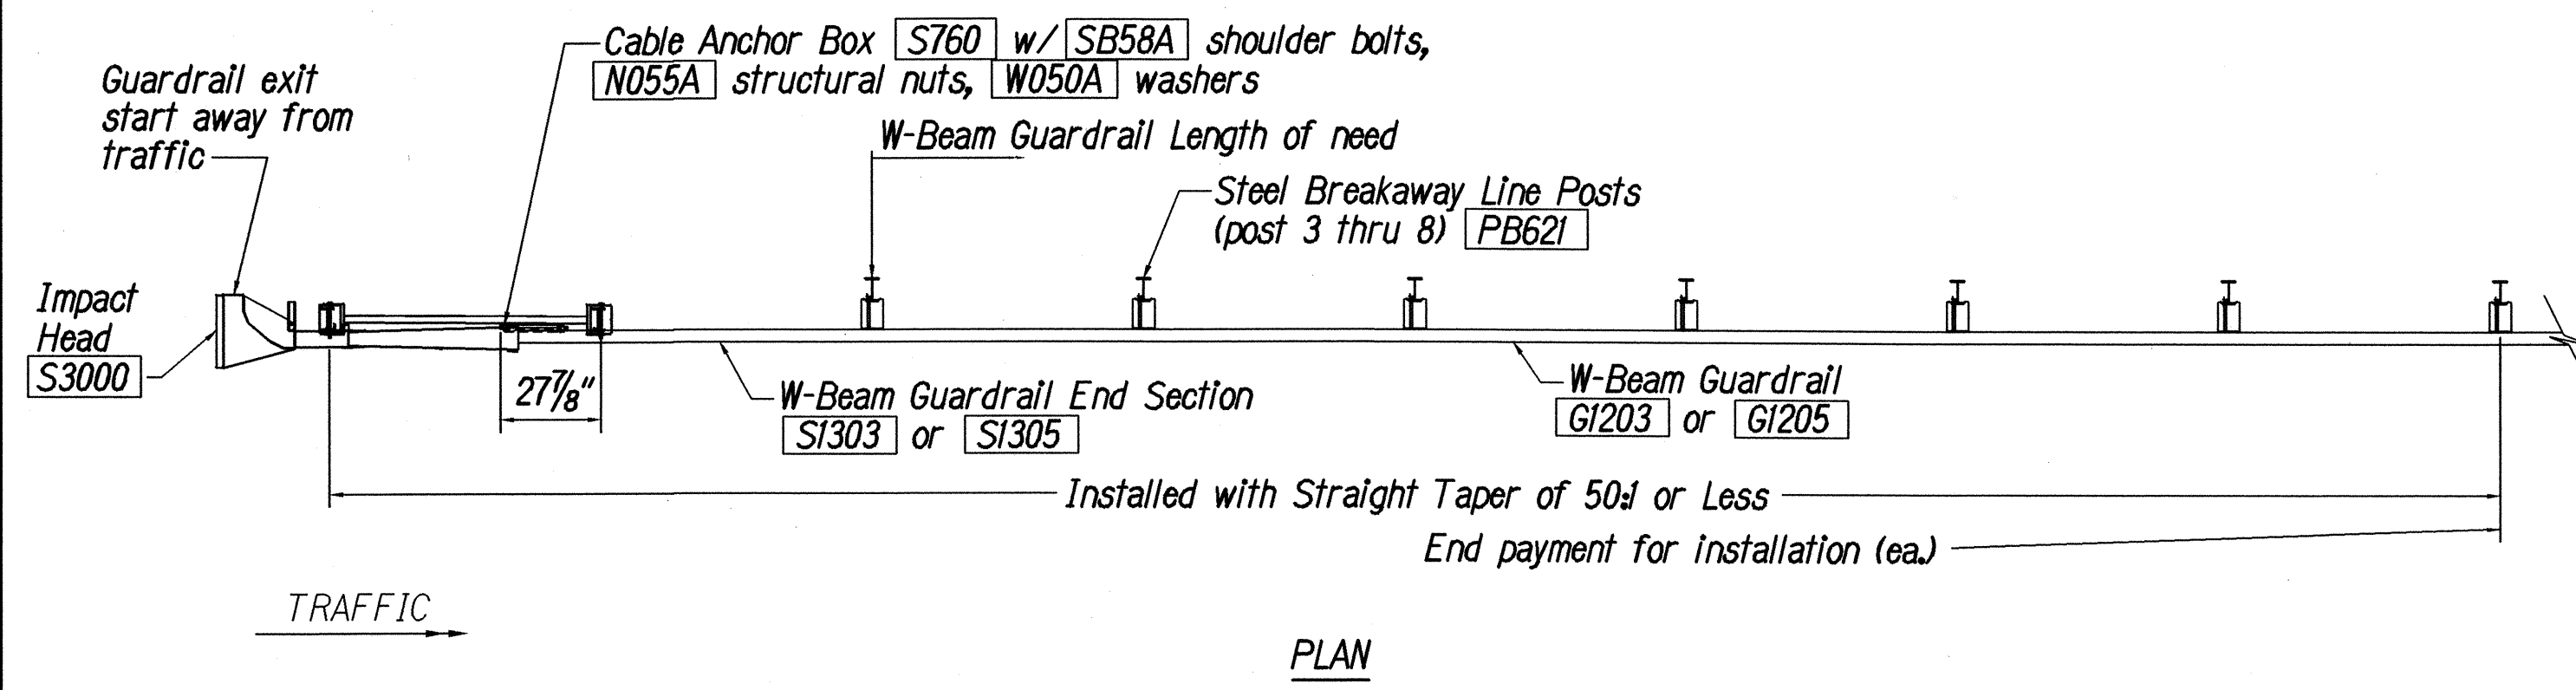 Cable Anchor Box S760 w/ SB58A shoulder bolts,
N055A structural nuts, W050A washers
Guardrail exit
start away from
traffic
W-Beam Guardrail Length of need
Steel Breakaway Line Posts
(post 3 thru 8) PB621
Impact
Head
S3000
27 7/8"
W-Beam Guardrail End Section
S1303 or S1305
W-Beam Guardrail
G1203 or G1205
Installed with Straight Taper of 50:1 or Less
End payment for installation (ea.)
TRAFFIC
PLAN